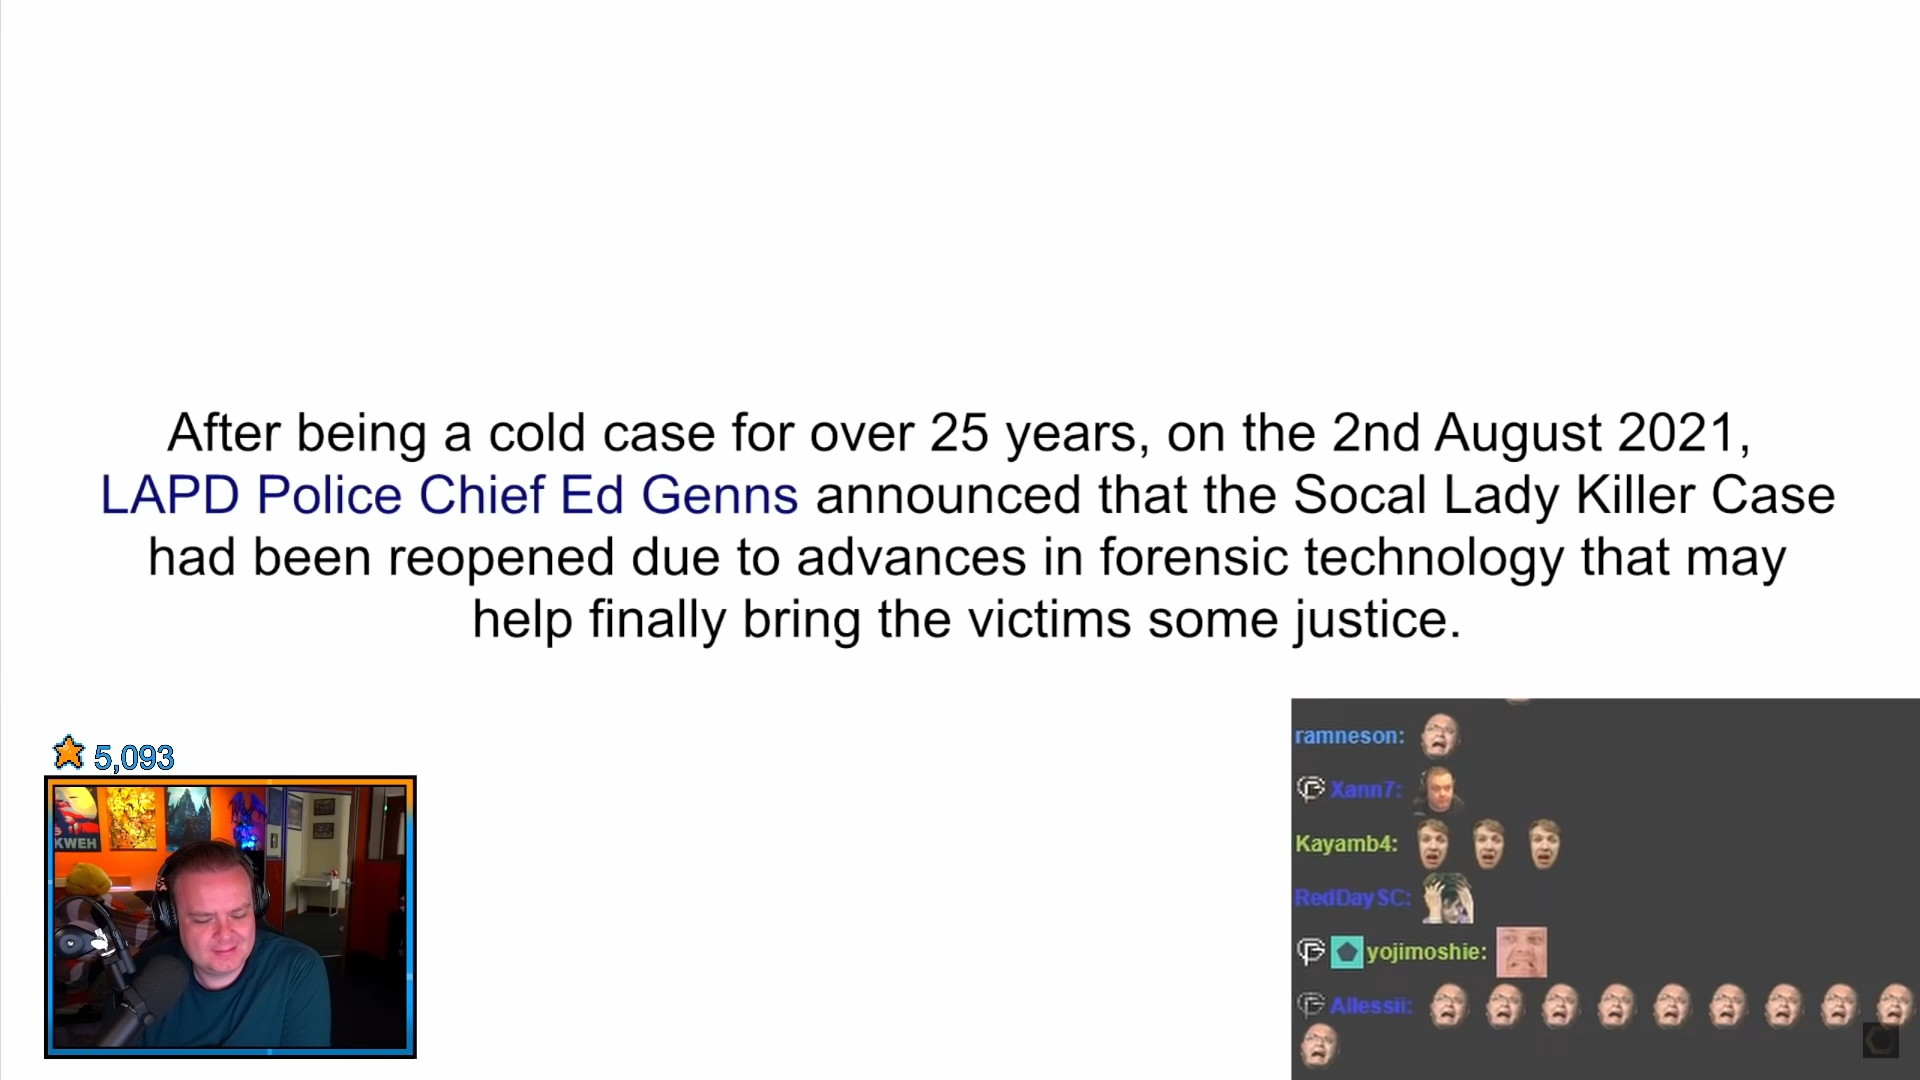 After being a cold case for over 25 years, on the 2nd August 2021,
LAPD Police Chief Ed Genns announced that the Socal Lady Killer Case
had been reopened due to advances in forensic technology that may
help finally bring the victims some justice.
5,093
KWEH
ramneson:
Xann7:
Kayamb4:
RedDaySC:
yojimoshie:
Allessii: